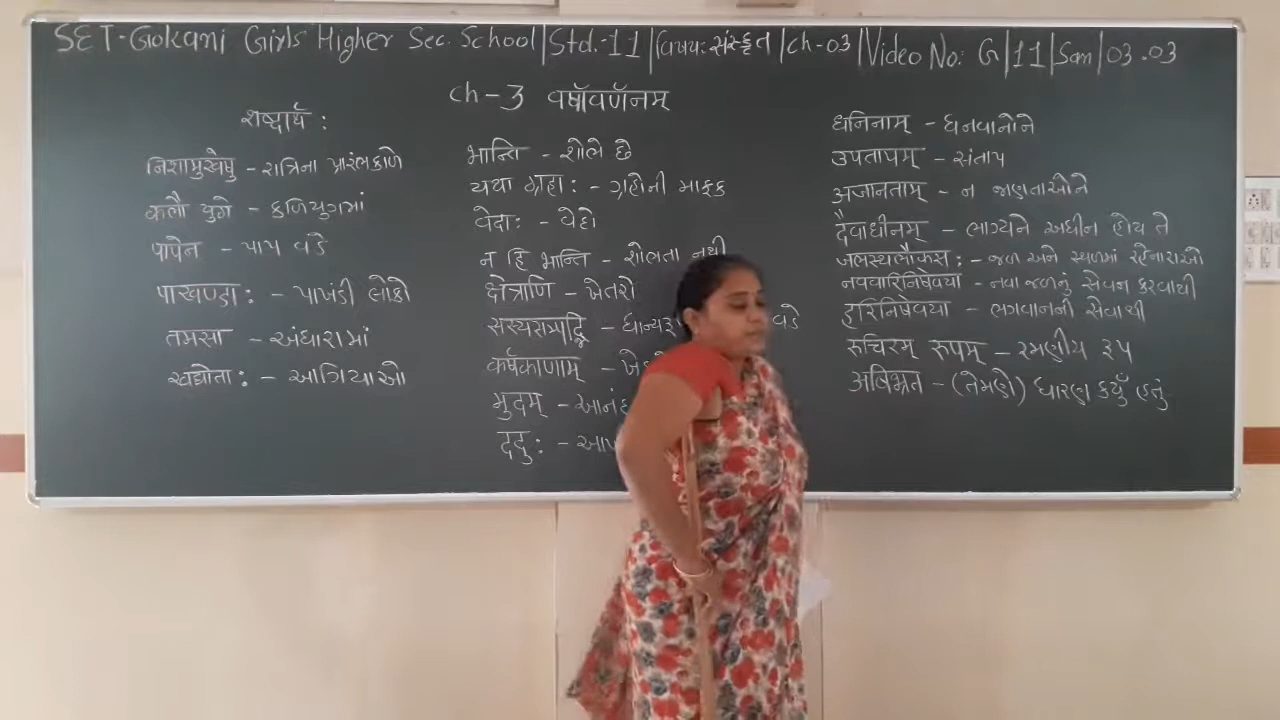 SET-Gokani Girls Higher Sec. School|Std.-11|विषय: संस्कृत|ch-03|Video No: G|11|San|03.03
Ch-3 वर्षावर्णनम्
शब्दार्थ :
निशामुखेषु - રાત્રિના પ્રારંભકાળે
कलौ युगे - કળિયુગમાં
पापेन - પાપ વડે
पाखण्डा: - પાખંડી લોકો
तमसा - અંધારામાં
खद्योता: - આગિયાઓ
भान्ति - શોભે છે
यथा ग्रहा: - ગ્રહોની માફક
वेदा: - વેદો
न हि भान्ति - શોભતા નથી
क्षेत्राणि - ખેતરો
सस्यसम्पद्भि - ધાન્ય વડે
कर्षकाणाम् -
मुदम् -
ददु: -
धनिनाम् - ધનવાનોને
उपतापम् - સંતાપ
अजानताम् - ન જાણતાઓને
दैवाधीनम् - ભાગ્યને અધીન હોય તે
जलस्थलौकस: - જળ અને સ્થળમાં રહેનારાઓ
नववारिनिषेवया - નવા જળનું સેવન કરવાથી
हरिनिषेवया - ભગવાનની સેવાથી
रुचिरम् रुपम् - રમણીય રૂપ
अबिभ्रत - (તેમણે) ધારણ કર્યું હતું.